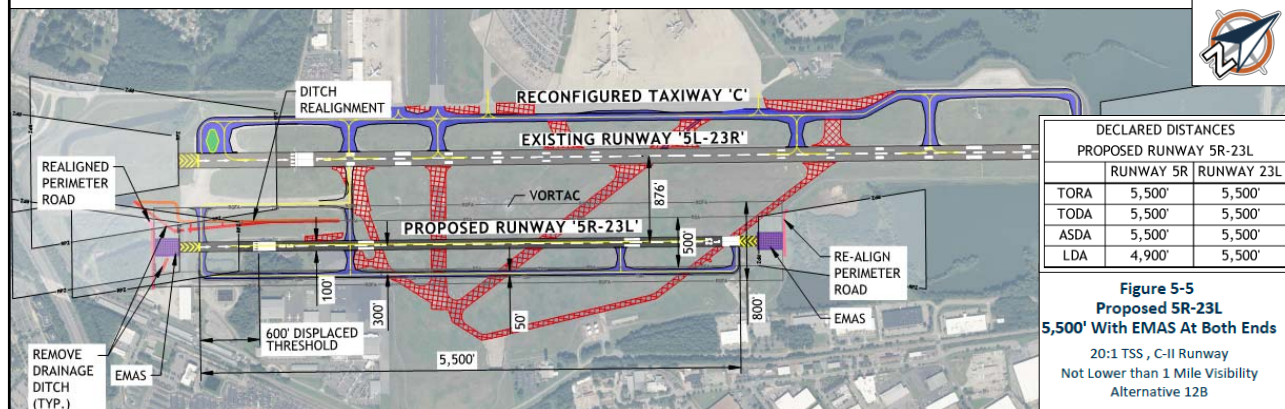 DITCH
REALIGNMENT
RECONFIGURED TAXIWAY 'C'
EXISTING RUNWAY '5L-23R'
REALIGNED
PERIMETER
ROAD
VORTAC
876'
PROPOSED RUNWAY '5R-23L'
500'
RE-ALIGN
PERIMETER
ROAD
100'
300'
50'
800'
EMAS
600' DISPLACED
THRESHOLD
5,500'
REMOVE
DRAINAGE
DITCH
(TYP.)
EMAS
DECLARED DISTANCES
PROPOSED RUNWAY 5R-23L
RUNWAY 5R RUNWAY 23L
TORA 5,500' 5,500'
TODA 5,500' 5,500'
ASDA 5,500' 5,500'
LDA 4,900' 5,500'
Figure 5-5
Proposed 5R-23L
5,500' With EMAS At Both Ends
20:1 TSS , C-II Runway
Not Lower than 1 Mile Visibility
Alternative 12B